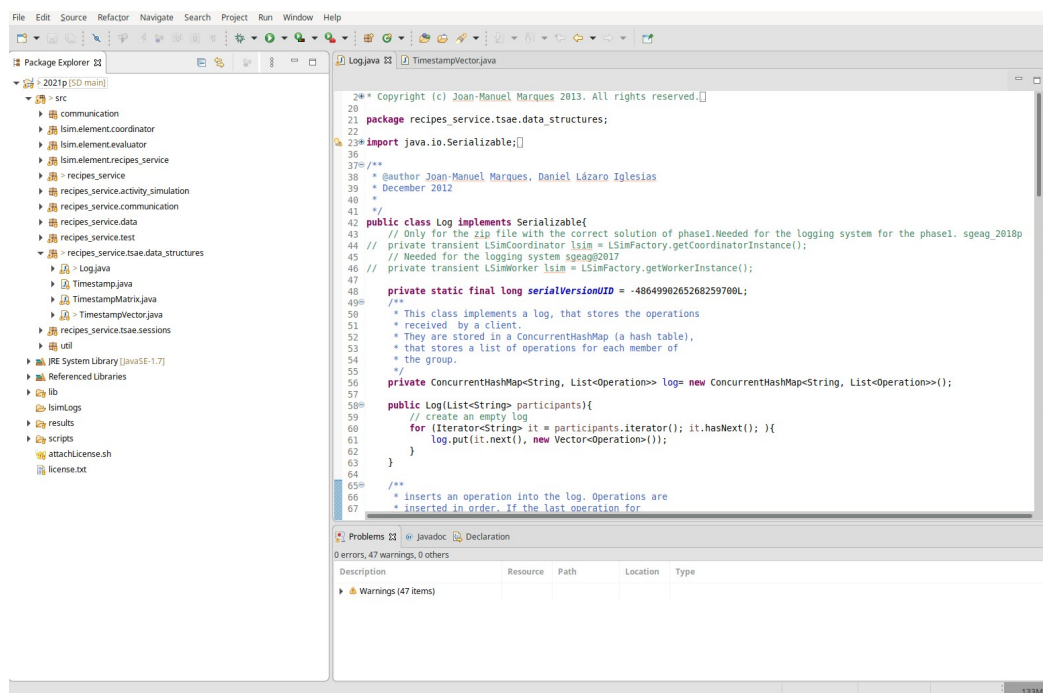 File Edit Source Refactor Navigate Search Project Run Window Help
Package Explorer
> 2021p [SD main]
> src
communication
lsim.element.coordinator
lsim.element.evaluator
lsim.element.recipes_service
> recipes_service
recipes_service.activity_simulation
recipes_service.communication
recipes_service.data
recipes_service.test
> recipes_service.tsae.data_structures
> Log.java
Timestamp.java
TimestampMatrix.java
> TimestampVector.java
recipes_service.tsae.sessions
util
JRE System Library [JavaSE-1.7]
Referenced Libraries
lib
lsimLogs
results
scripts
attachLicense.sh
license.txt
Log.java TimestampVector.java
2 * Copyright (c) Joan-Manuel Marques 2013. All rights reserved.
20
21 package recipes_service.tsae.data_structures;
22
23 import java.io.Serializable;
36
37 /**
38 * @author Joan-Manuel Marques, Daniel Lázaro Iglesias
39 * December 2012
40 *
41 */
42 public class Log implements Serializable{
43 // Only for the zip file with the correct solution of phase1.Needed for the logging system for the phase1. sgeag_2018p
44 // private transient LSimCoordinator lsim = LSimFactory.getCoordinatorInstance();
45 // Needed for the logging system sgeag@2017
46 // private transient LSimWorker lsim = LSimFactory.getWorkerInstance();
47
48 private static final long serialVersionUID = -4864990265268259700L;
49 /**
50 * This class implements a log, that stores the operations
51 * received by a client.
52 * They are stored in a ConcurrentHashMap (a hash table),
53 * that stores a list of operations for each member of
54 * the group.
55 */
56 private ConcurrentHashMap<String, List<Operation>> log= new ConcurrentHashMap<String, List<Operation>>();
57
58 public Log(List<String> participants){
59 // create an empty log
60 for (Iterator<String> it = participants.iterator(); it.hasNext(); ){
61 log.put(it.next(), new Vector<Operation>());
62 }
63 }
64
65 /**
66 * inserts an operation into the log. Operations are
67 * inserted in order. If the last operation for
Problems Javadoc Declaration
0 errors, 47 warnings, 0 others
Description Resource Path Location Type
Warnings (47 items)
133M